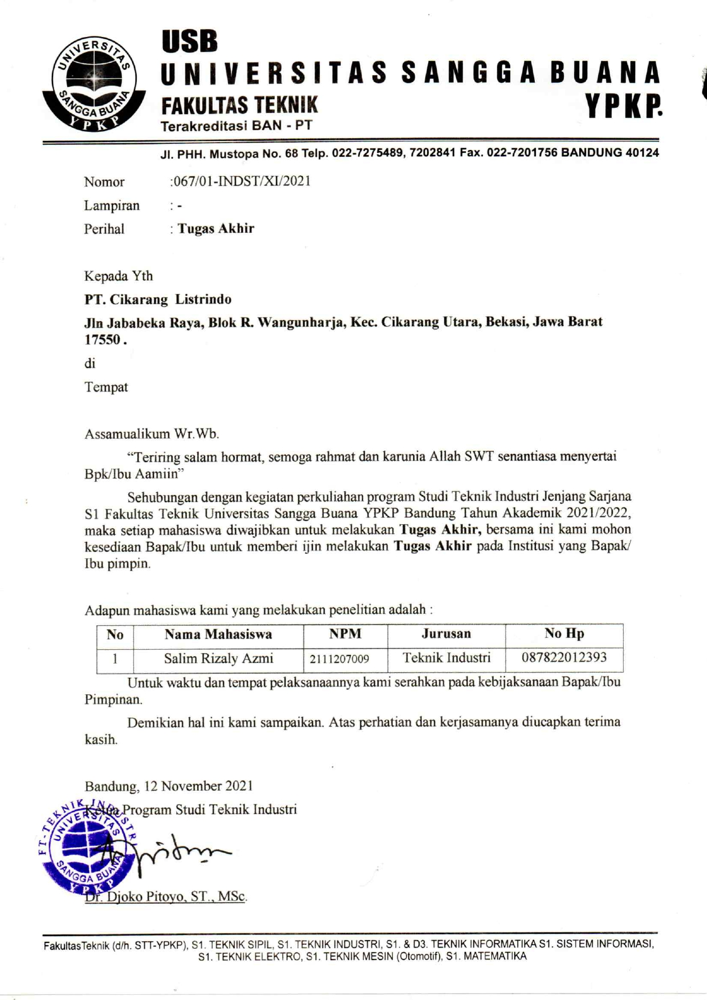 UNIVERSITAS
SANGGA BUANA
YPKP
USB
UNIVERSITAS SANGGA BUANA
YPKP.
FAKULTAS TEKNIK
Terakreditasi BAN - PT
Jl. PHH. Mustopa No. 68 Telp. 022-7275489, 7202841 Fax. 022-7201756 BANDUNG 40124
Nomor :067/01-INDST/XI/2021
Lampiran : -
Perihal : Tugas Akhir
Kepada Yth
PT. Cikarang Listrindo
Jln Jababeka Raya, Blok R. Wangunharja, Kec. Cikarang Utara, Bekasi, Jawa Barat
17550 .
di
Tempat
Assamualikum Wr.Wb.
“Teriring salam hormat, semoga rahmat dan karunia Allah SWT senantiasa menyertai
Bpk/Ibu Aamiin”
Sehubungan dengan kegiatan perkuliahan program Studi Teknik Industri Jenjang Sarjana
S1 Fakultas Teknik Universitas Sangga Buana YPKP Bandung Tahun Akademik 2021/2022,
maka setiap mahasiswa diwajibkan untuk melakukan Tugas Akhir, bersama ini kami mohon
kesediaan Bapak/Ibu untuk memberi ijin melakukan Tugas Akhir pada Institusi yang Bapak/
Ibu pimpin.
Adapun mahasiswa kami yang melakukan penelitian adalah :
No Nama Mahasiswa NPM Jurusan No Hp
1 Salim Rizaly Azmi 2111207009 Teknik Industri 087822012393
Untuk waktu dan tempat pelaksanaannya kami serahkan pada kebijaksanaan Bapak/Ibu
Pimpinan.
Demikian hal ini kami sampaikan. Atas perhatian dan kerjasamanya diucapkan terima
kasih.
Bandung, 12 November 2021
Ketua Program Studi Teknik Industri
FT-TEKNIK INDUSTRI
UNIVERSITAS
SANGGA BUANA
YPKP
Dr. Djoko Pitoyo, ST., MSc.
FakultasTeknik (d/h. STT-YPKP), S1. TEKNIK SIPIL, S1. TEKNIK INDUSTRI, S1. & D3. TEKNIK INFORMATIKA S1. SISTEM INFORMASI,
S1. TEKNIK ELEKTRO, S1. TEKNIK MESIN (Otomotif), S1. MATEMATIKA